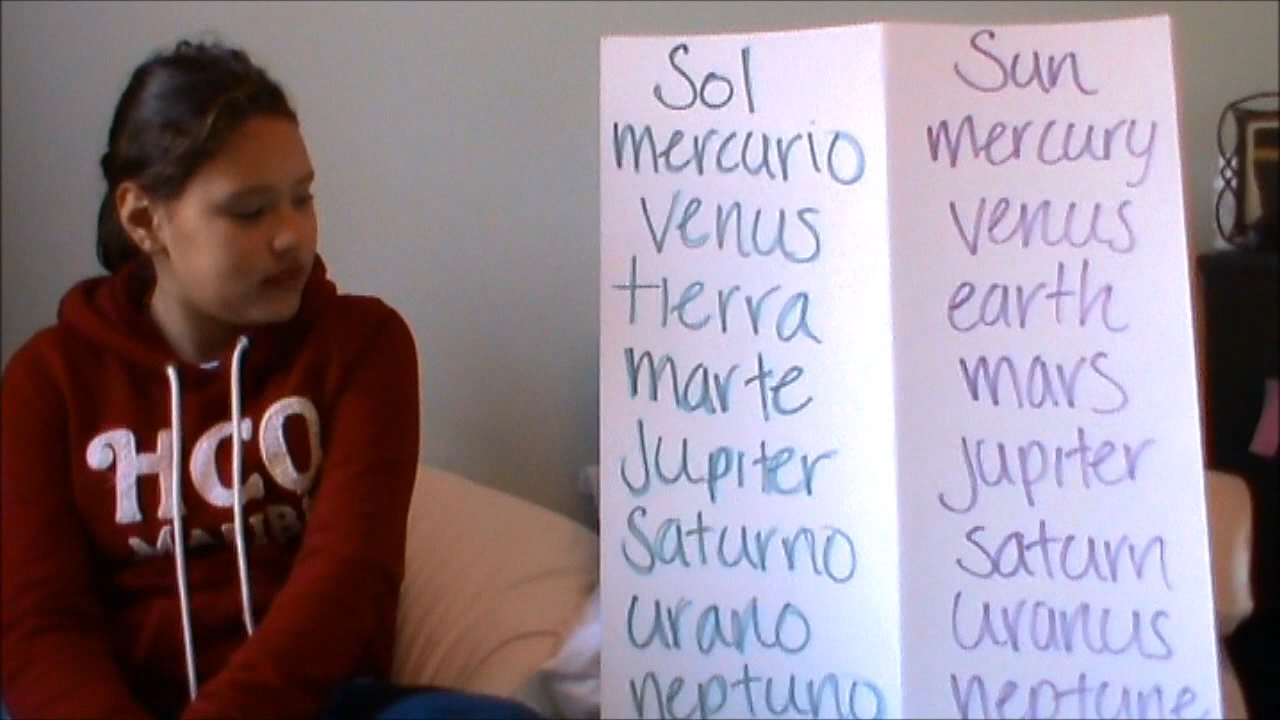 Sol Sun
mercurio mercury
venus venus
tierra earth
marte mars
Jupiter jupiter
Saturno saturn
urano uranus
neptuno neptune
HCO
MALIBU